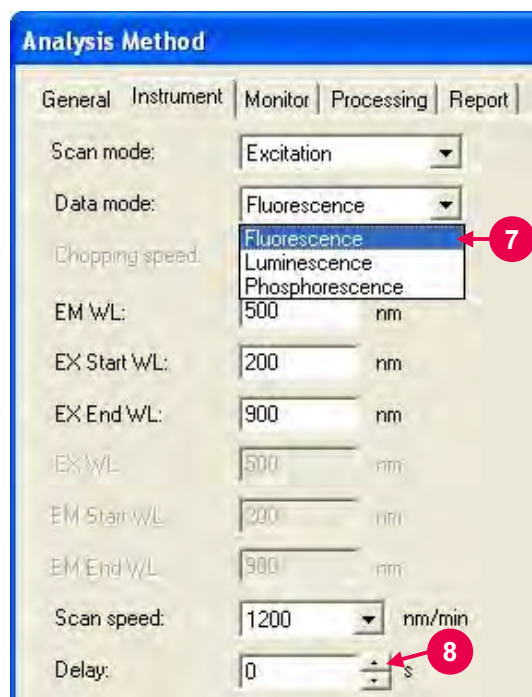 Analysis Method
General Instrument Monitor Processing Report
Scan mode: Excitation
Data mode: Fluorescence
Fluorescence 7
Chopping speed: Luminescence
Phosphorescence
EM WL: 500 nm
EX Start WL: 200 nm
EX End WL: 900 nm
EX WL: 500 nm
EM Start WL: 200 nm
EM End WL: 900 nm
Scan speed: 1200 nm/min
Delay: 0 s 8